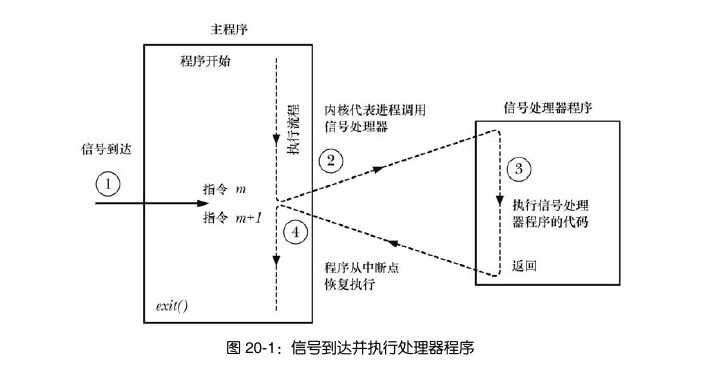 主程序
程序开始
执行流程
内核代表进程调用
信号处理器
信号处理器程序
信号到达
①
②
③
指令 m
指令 m+1
④
执行信号处理
器程序的代码
程序从中断点
恢复执行
返回
exit()
图 20-1：信号到达并执行处理器程序